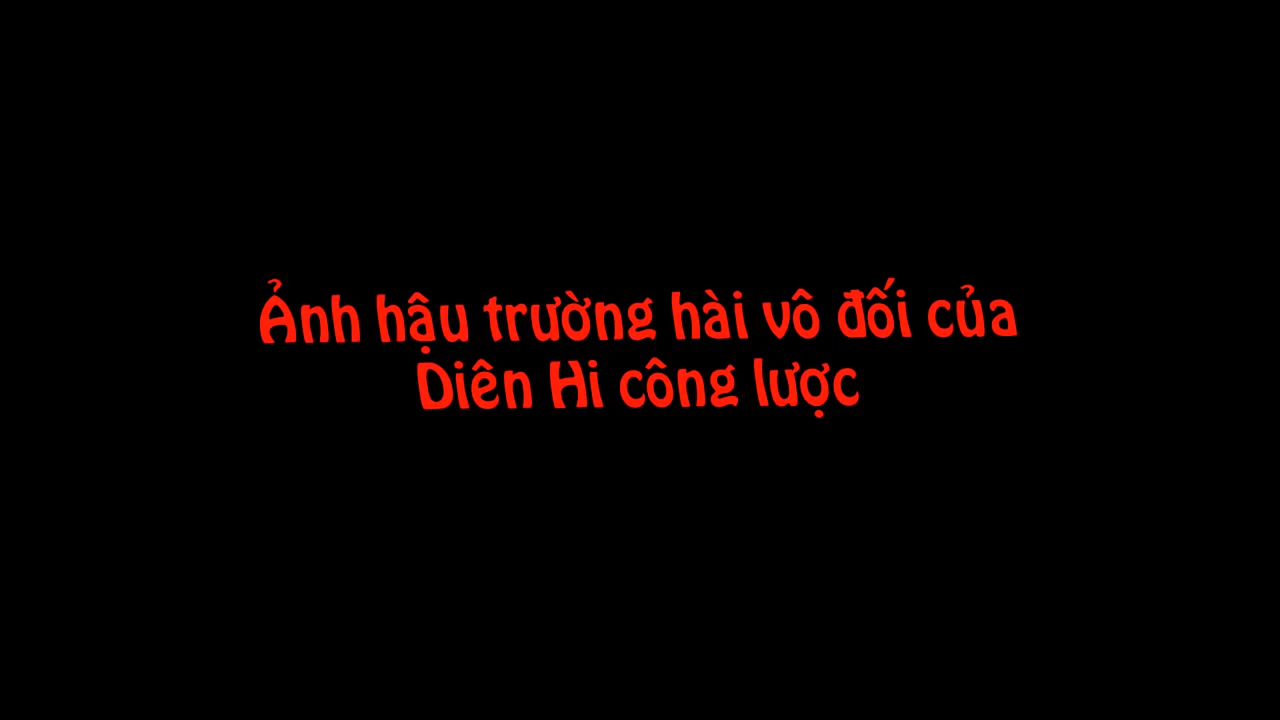 Ảnh hậu trường hài vô đối của
Diên Hi công lược